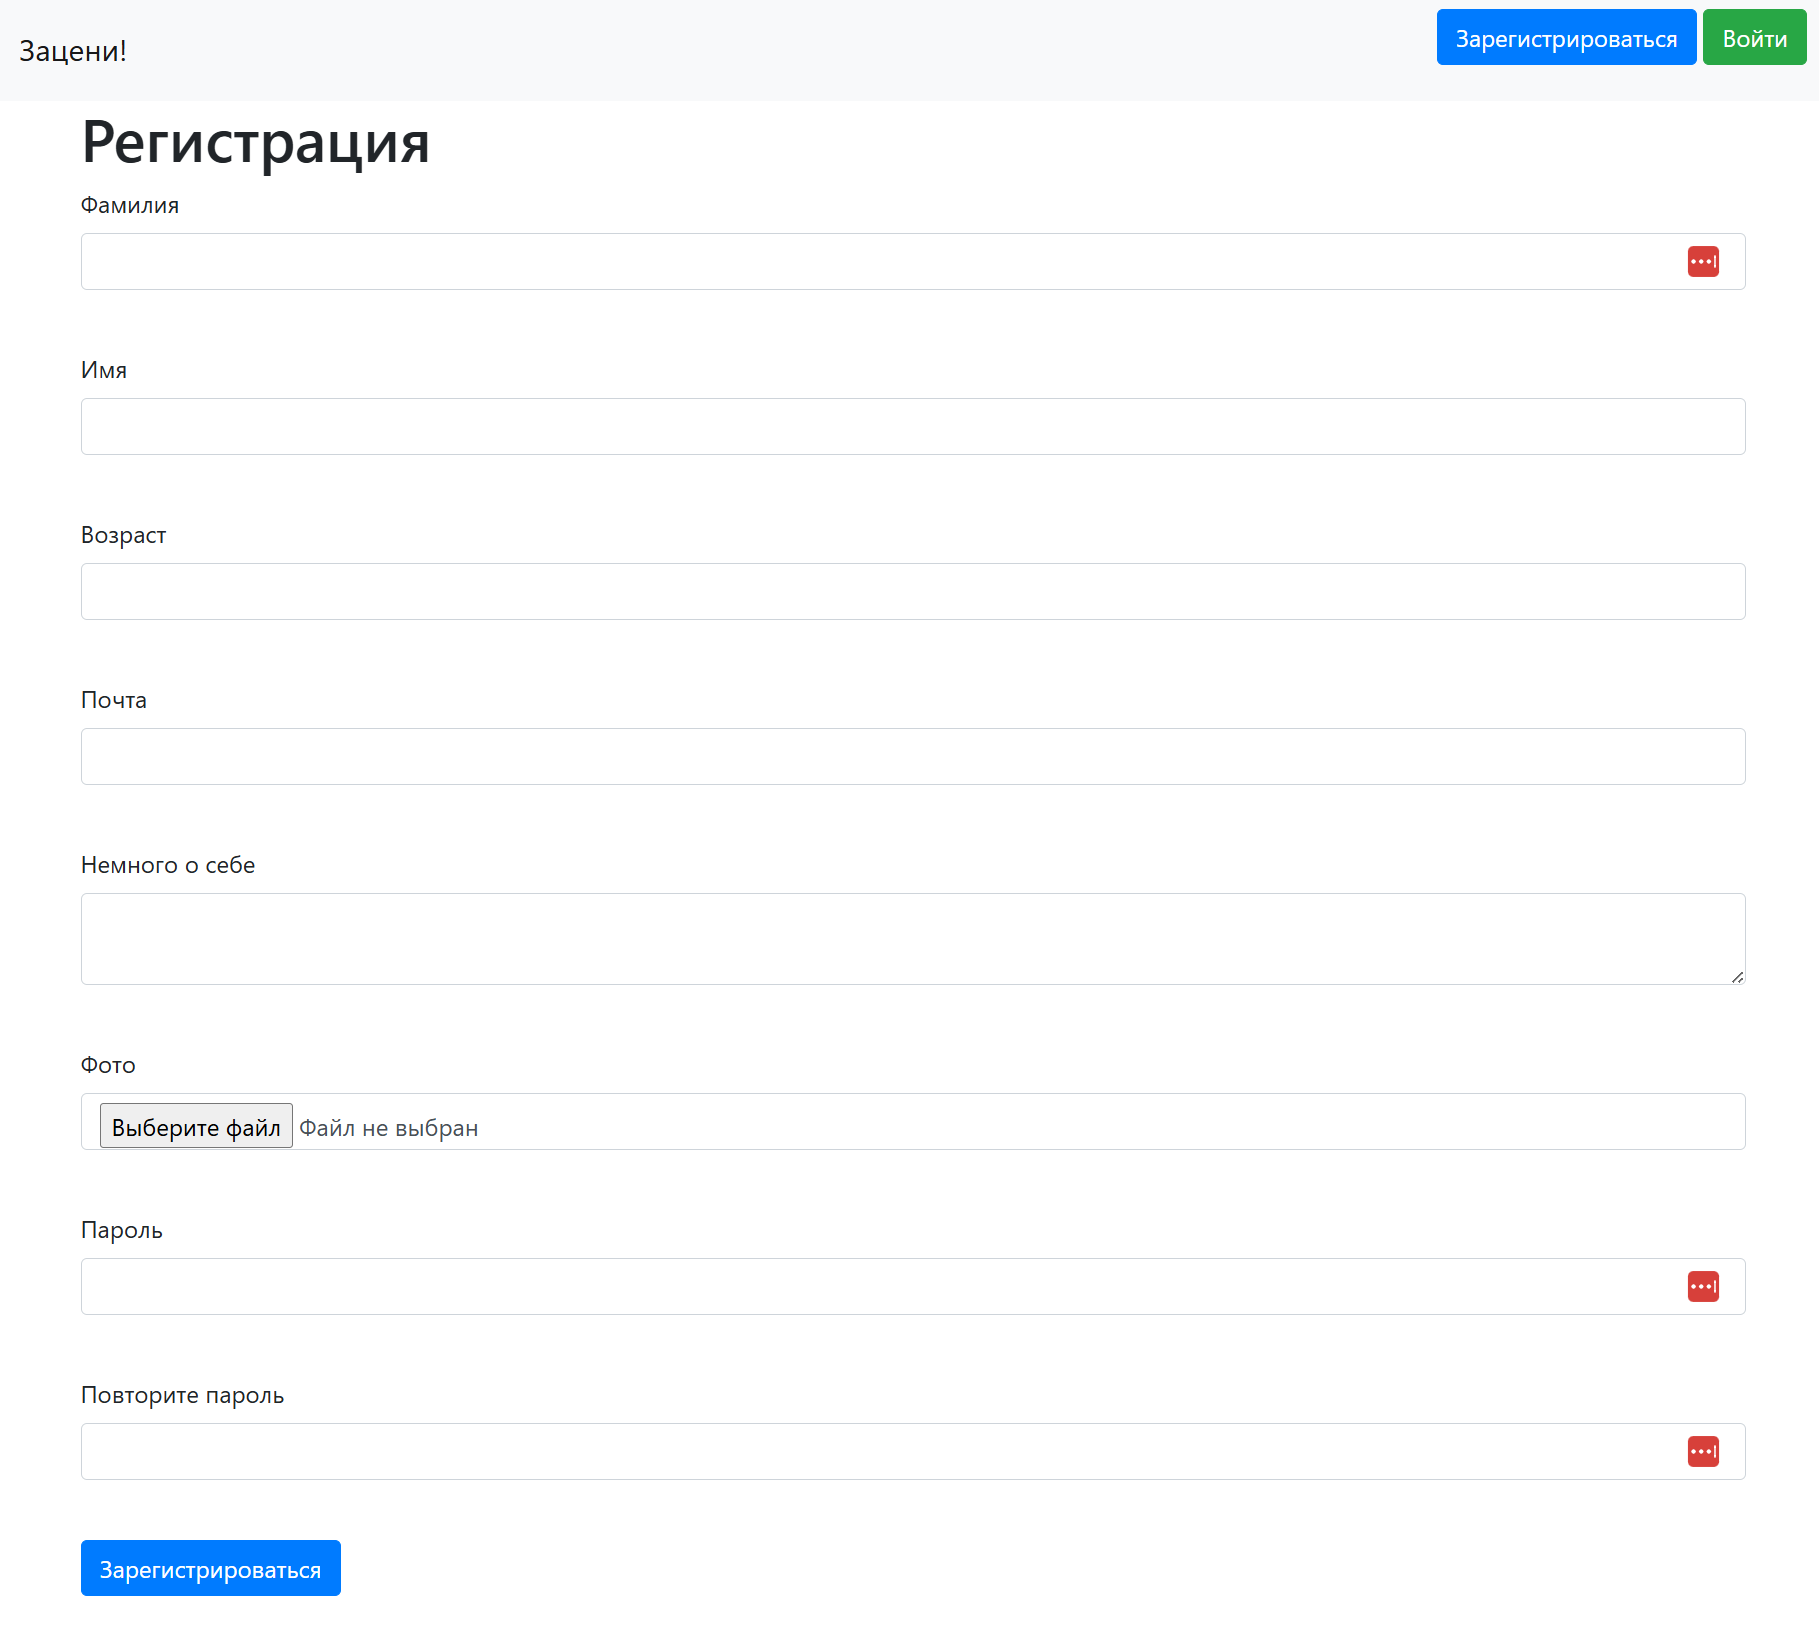 Зацени!
Зарегистрироваться Войти
Регистрация
Фамилия
Имя
Возраст
Почта
Немного о себе
Фото
Выберите файл Файл не выбран
Пароль
Повторите пароль
Зарегистрироваться